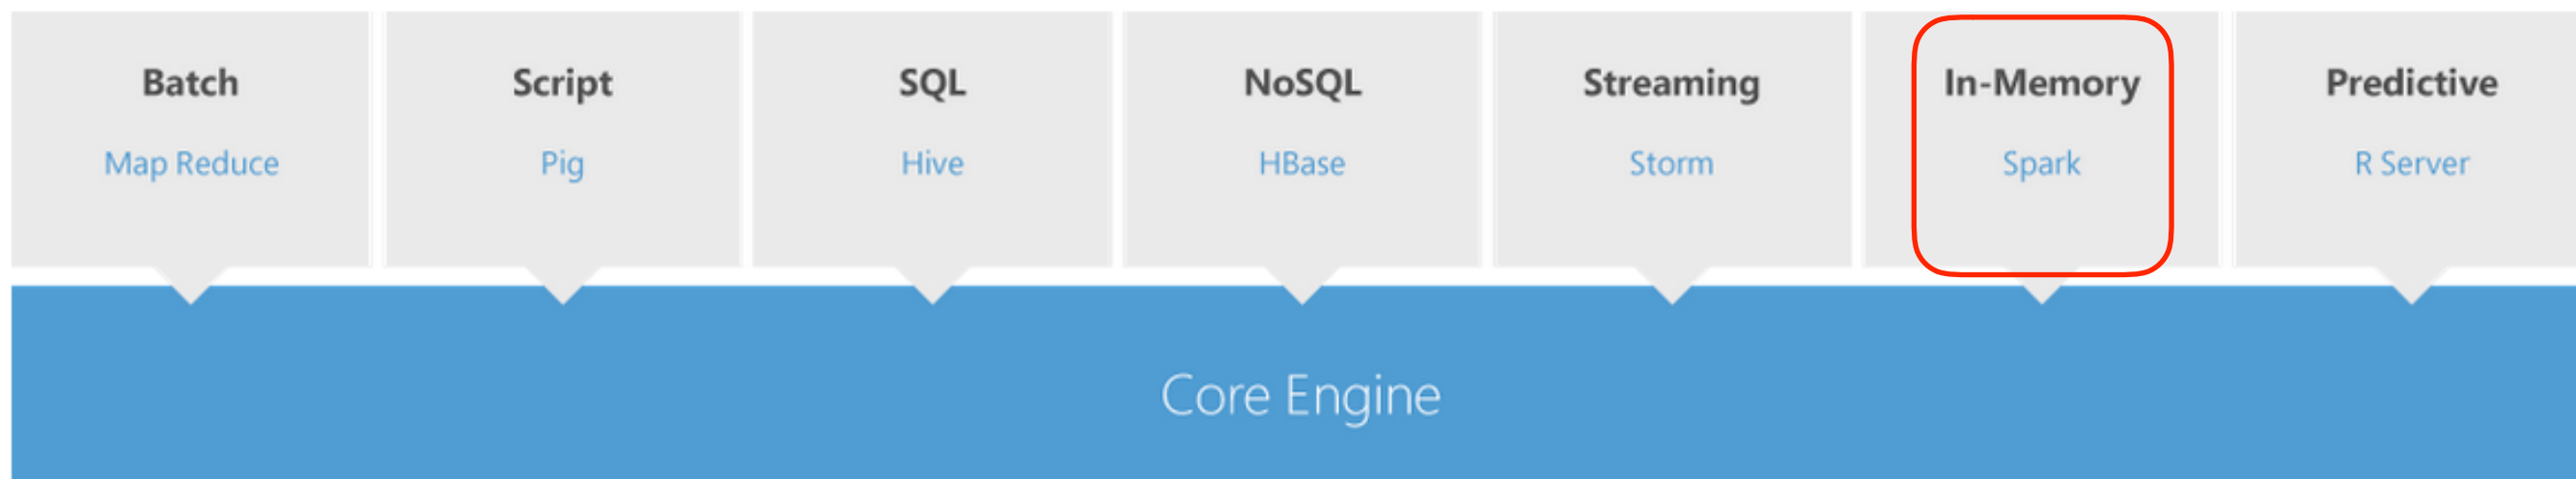 Batch
Map Reduce
Script
Pig
SQL
Hive
NoSQL
HBase
Streaming
Storm
In-Memory
Spark
Predictive
R Server
Core Engine